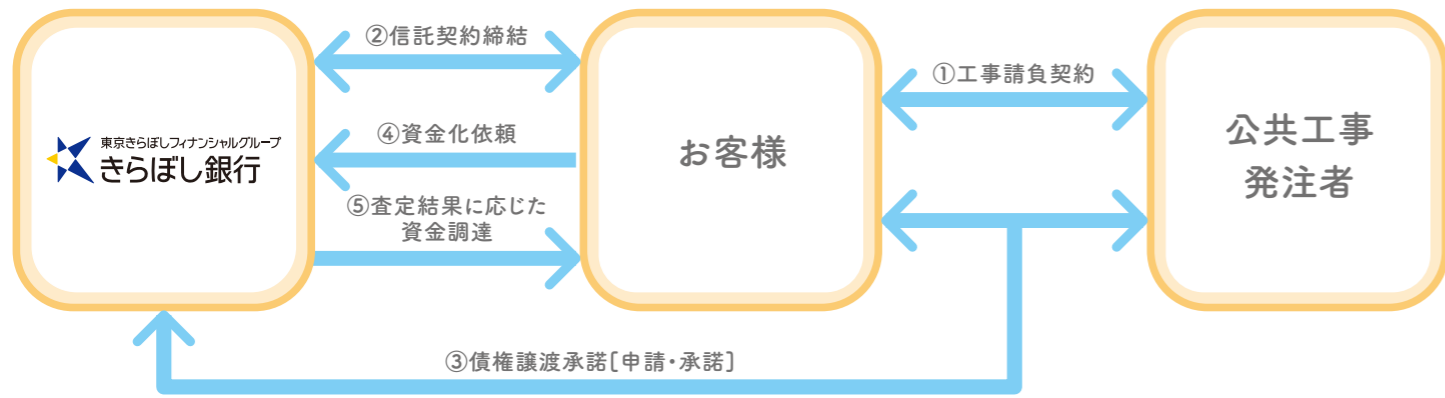 ②信託契約締結
①工事請負契約
東京きらぼしフィナンシャルグループ
きらぼし銀行
④資金化依頼
お客様
公共工事
発注者
⑤査定結果に応じた
資金調達
③債権譲渡承諾[申請・承諾]